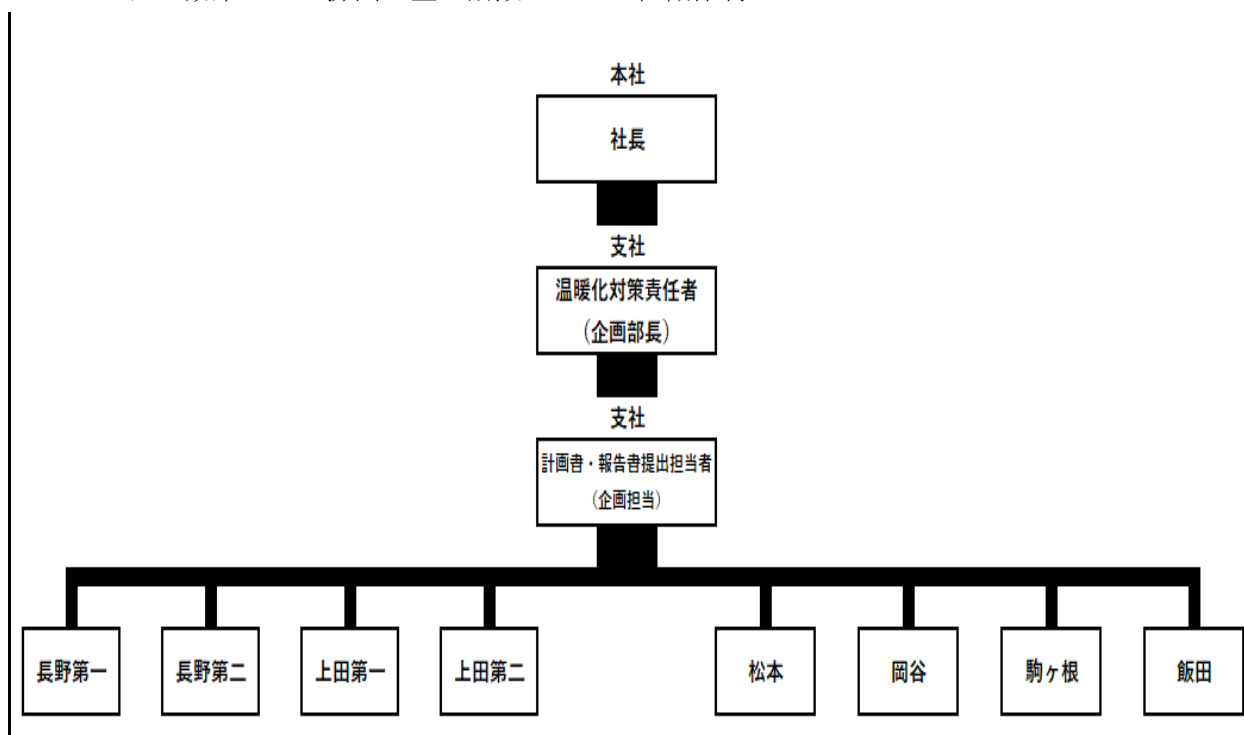 本社
社長
支社
温暖化対策責任者
（企画部長）
支社
計画書・報告書提出担当者
（企画担当）
長野第一
長野第二
上田第一
上田第二
松本
岡谷
駒ヶ根
飯田